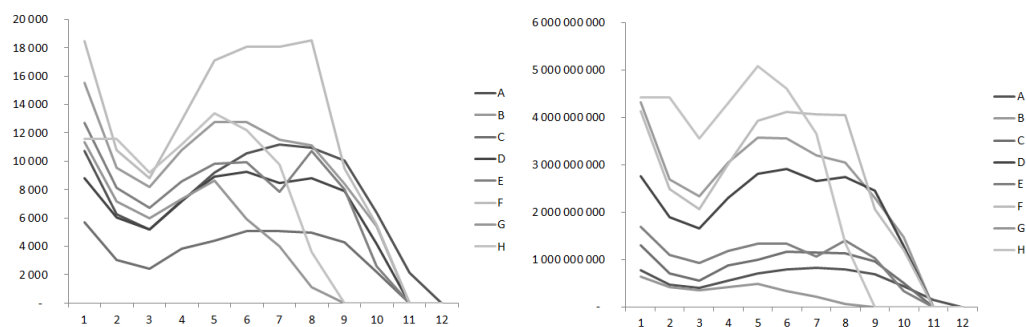 20 000
18 000
16 000
14 000
12 000
10 000
8 000
6 000
4 000
2 000
-
1 2 3 4 5 6 7 8 9 10 11 12
A
B
C
D
E
F
G
H
6 000 000 000
5 000 000 000
4 000 000 000
3 000 000 000
2 000 000 000
1 000 000 000
-
1 2 3 4 5 6 7 8 9 10 11 12
A
B
C
D
E
F
G
H